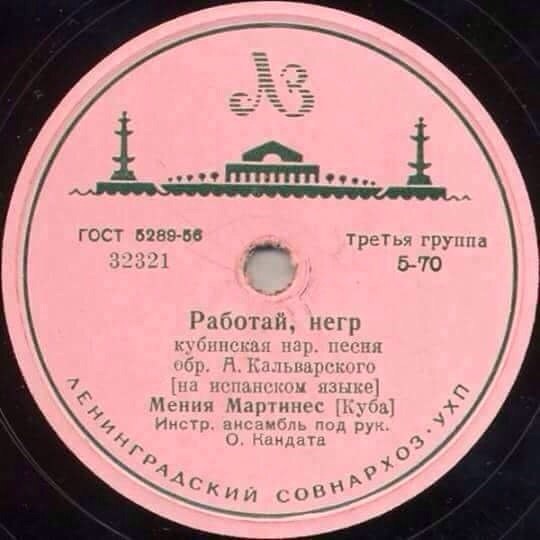 ЛЗ
ГОСТ 5289-56
32321
третья группа
5-70
Работай, негр
кубинская нар. песня
обр. А. Кальварского
[на испанском языке]
Мения Мартинес [Куба]
Инстр. ансамбль под рук.
О. Кандата
ЛЕНИНГРАДСКИЙ СОВНАРХОЗ · УХП